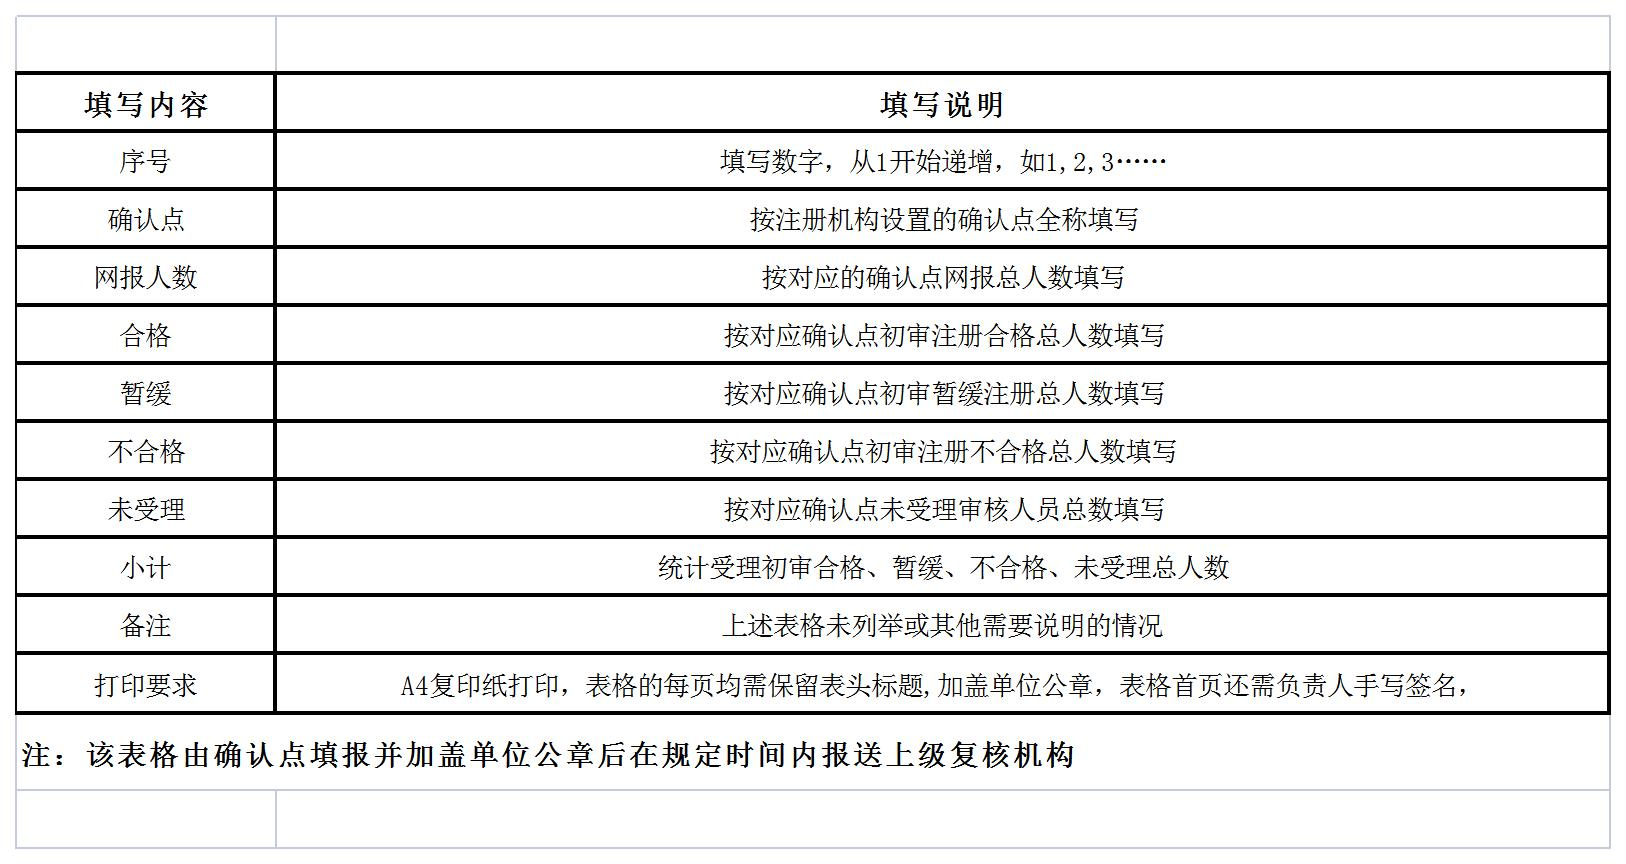 填写内容 填写说明
序号 填写数字，从1开始递增，如1,2,3……
确认点 按注册机构设置的确认点全称填写
网报人数 按对应的确认点网报总人数填写
合格 按对应确认点初审注册合格总人数填写
暂缓 按对应确认点初审暂缓注册总人数填写
不合格 按对应确认点初审注册不合格总人数填写
未受理 按对应确认点未受理审核人员总数填写
小计 统计受理初审合格、暂缓、不合格、未受理总人数
备注 上述表格未列举或其他需要说明的情况
打印要求 A4复印纸打印，表格的每页均需保留表头标题,加盖单位公章，表格首页还需负责人手写签名，
注：该表格由确认点填报并加盖单位公章后在规定时间内报送上级复核机构